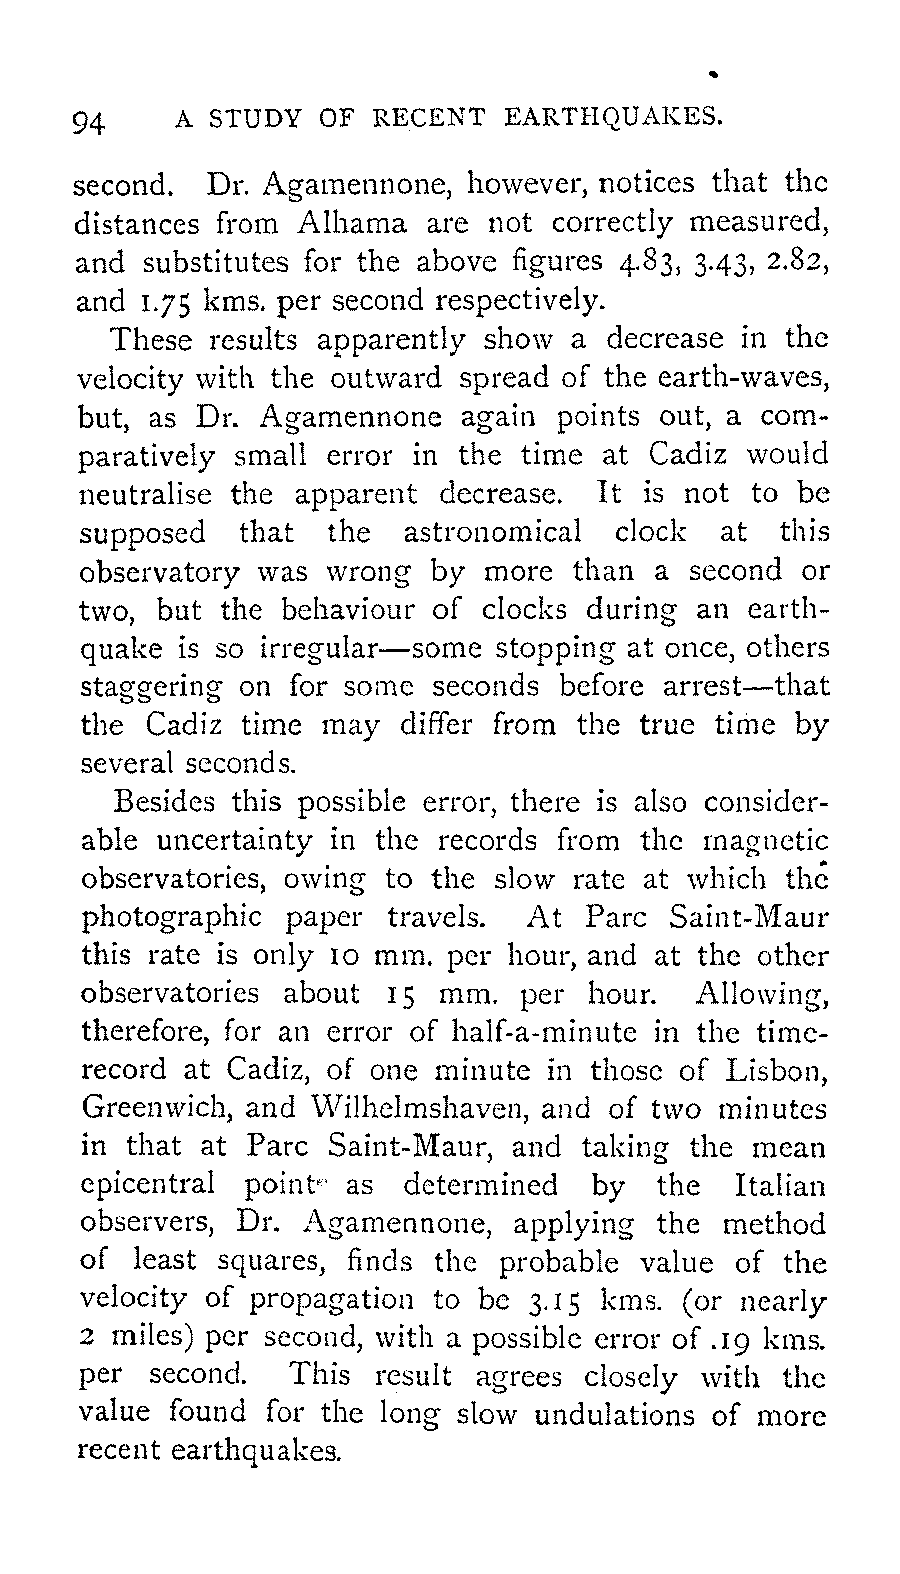 94 A STUDY OF RECENT EARTHQUAKES.
second. Dr. Agamennone, however, notices that the
distances from Alhama are not correctly measured,
and substitutes for the above figures 4.83, 3.43, 2.82,
and 1.75 kms. per second respectively.
These results apparently show a decrease in the
velocity with the outward spread of the earth-waves,
but, as Dr. Agamennone again points out, a com-
paratively small error in the time at Cadiz would
neutralise the apparent decrease. It is not to be
supposed that the astronomical clock at this
observatory was wrong by more than a second or
two, but the behaviour of clocks during an earth-
quake is so irregular—some stopping at once, others
staggering on for some seconds before arrest—that
the Cadiz time may differ from the true time by
several seconds.
Besides this possible error, there is also consider-
able uncertainty in the records from the magnetic
observatories, owing to the slow rate at which the
photographic paper travels. At Parc Saint-Maur
this rate is only 10 mm. per hour, and at the other
observatories about 15 mm. per hour. Allowing,
therefore, for an error of half-a-minute in the time-
record at Cadiz, of one minute in those of Lisbon,
Greenwich, and Wilhelmshaven, and of two minutes
in that at Parc Saint-Maur, and taking the mean
epicentral point as determined by the Italian
observers, Dr. Agamennone, applying the method
of least squares, finds the probable value of the
velocity of propagation to be 3.15 kms. (or nearly
2 miles) per second, with a possible error of .19 kms.
per second. This result agrees closely with the
value found for the long slow undulations of more
recent earthquakes.